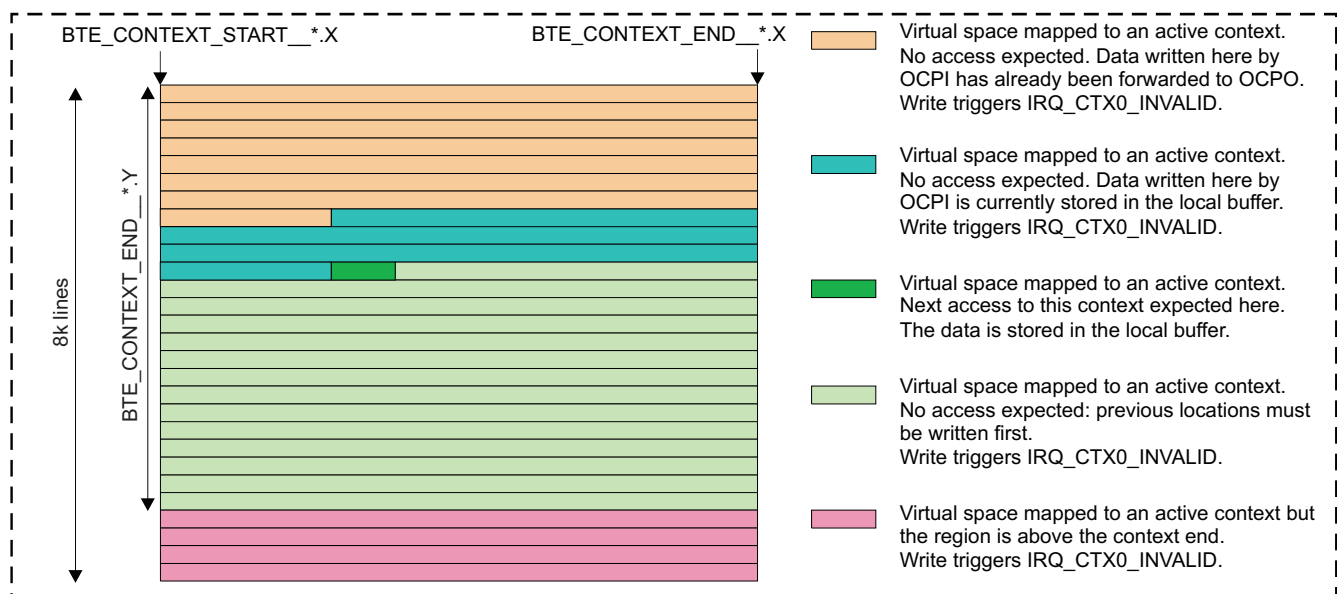 BTE_CONTEXT_START__*.X
BTE_CONTEXT_END__*.X
8k lines
BTE_CONTEXT_END__*.Y
Virtual space mapped to an active context.
No access expected. Data written here by
OCPI has already been forwarded to OCPO.
Write triggers IRQ_CTX0_INVALID.
Virtual space mapped to an active context.
No access expected. Data written here by
OCPI is currently stored in the local buffer.
Write triggers IRQ_CTX0_INVALID.
Virtual space mapped to an active context.
Next access to this context expected here.
The data is stored in the local buffer.
Virtual space mapped to an active context.
No access expected: previous locations must
be written first.
Write triggers IRQ_CTX0_INVALID.
Virtual space mapped to an active context but
the region is above the context end.
Write triggers IRQ_CTX0_INVALID.